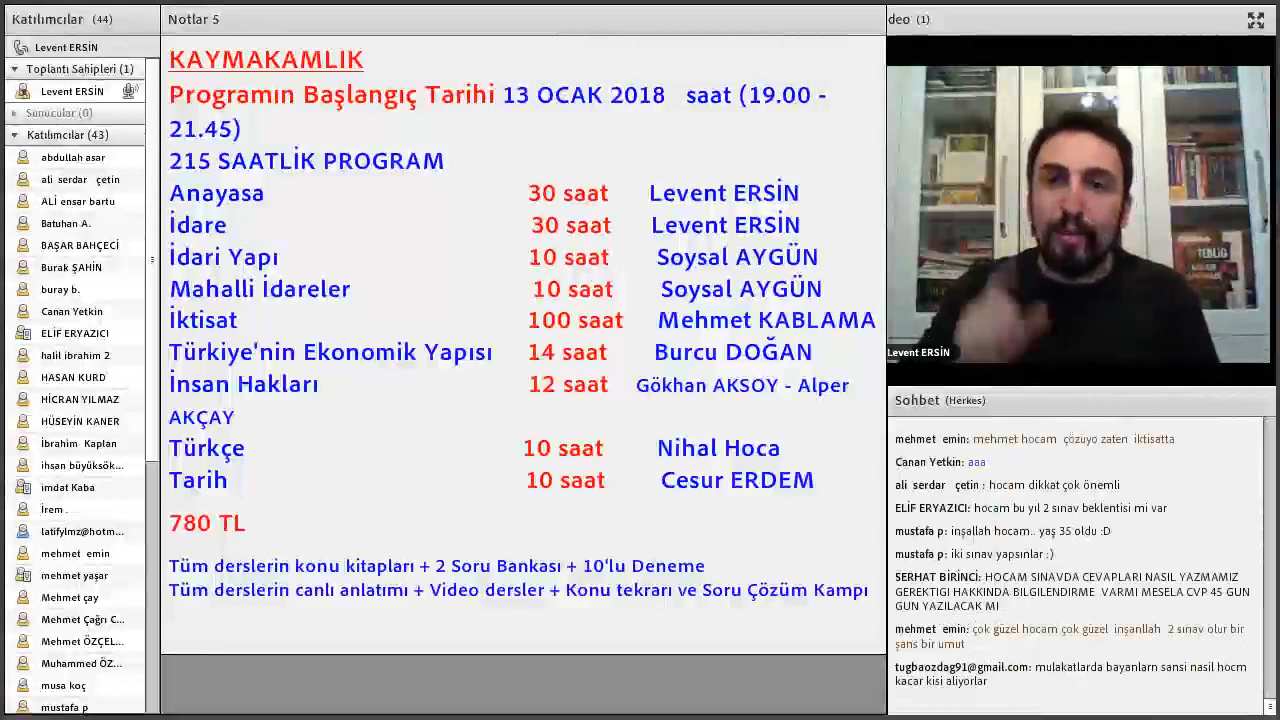 Katılımcılar (44)
Levent ERSİN
Toplantı Sahipleri (1)
Levent ERSİN
Sunucular (0)
Katılımcılar (43)
abdullah asar
ali serdar çetin
ALİ ensar bartu
Batuhan A.
BAŞAR BAHÇECİ
Burak ŞAHİN
buray b.
Canan Yetkin
ELİF ERYAZICI
halil ibrahim 2
HASAN KURD
HİCRAN YILMAZ
HÜSEYİN KANER
İbrahim Kaplan
ihsan büyüksök...
imdat Kaba
İrem .
latifylmz@hotm...
mehmet emin
mehmet yaşar
Mehmet çay
Mehmet Çağrı C...
Mehmet ÖZÇEL...
Muhammed ÖZ...
musa koç
mustafa p
Notlar 5
KAYMAKAMLIK
Programın Başlangıç Tarihi 13 OCAK 2018 saat (19.00 -
21.45)
215 SAATLİK PROGRAM
Anayasa 30 saat Levent ERSİN
İdare 30 saat Levent ERSİN
İdari Yapı 10 saat Soysal AYGÜN
Mahalli İdareler 10 saat Soysal AYGÜN
İktisat 100 saat Mehmet KABLAMA
Türkiye'nin Ekonomik Yapısı 14 saat Burcu DOĞAN
İnsan Hakları 12 saat Gökhan AKSOY - Alper
AKÇAY
Türkçe 10 saat Nihal Hoca
Tarih 10 saat Cesur ERDEM
780 TL
Tüm derslerin konu kitapları + 2 Soru Bankası + 10'lu Deneme
Tüm derslerin canlı anlatımı + Video dersler + Konu tekrarı ve Soru Çözüm Kampı
deo (1)
TEBLİĞ
Levent ERSİN
Sohbet (Herkes)
mehmet emin: mehmet hocam çözüyo zaten iktisatta
Canan Yetkin: aaa
ali serdar çetin : hocam dikkat çok önemli
ELİF ERYAZICI: hocam bu yıl 2 sınav beklentisi mi var
mustafa p: inşallah hocam.. yaş 35 oldu :D
mustafa p: iki sınav yapsınlar :)
SERHAT BİRİNCİ: HOCAM SINAVDA CEVAPLARI NASIL YAZMAMIZ
GEREKTIGI HAKKINDA BILGILENDIRME VARMI MESELA CVP 45 GUN
GUN YAZILACAK MI
mehmet emin: çok güzel hocam çok güzel inşanllah 2 sınav olur bir
şans bir umut
tugbaozdag91@gmail.com: mulakatlarda bayanlarn sansi nasil hocm
kacar kisi aliyorlar